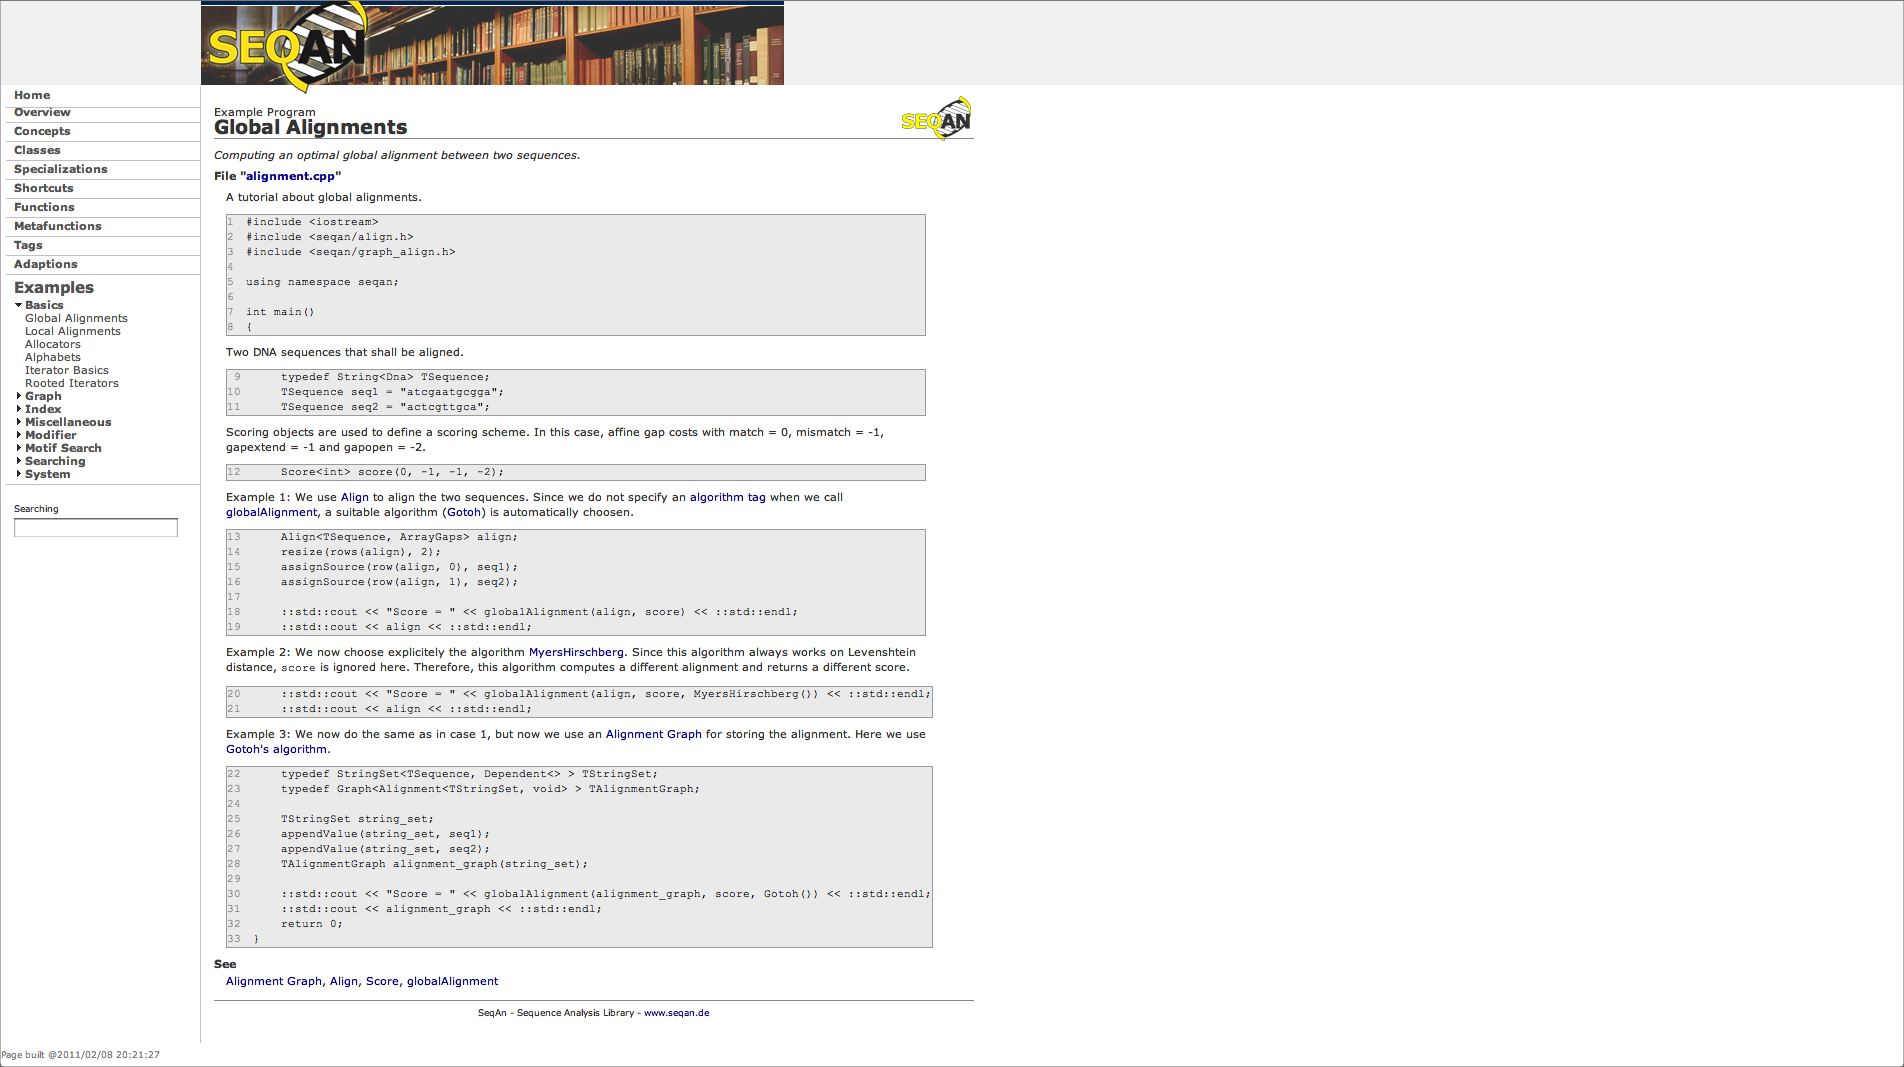 SEQAN
Home
Overview
Concepts
Classes
Specializations
Shortcuts
Functions
Metafunctions
Tags
Adaptions
Examples
Basics
Global Alignments
Local Alignments
Allocators
Alphabets
Iterator Basics
Rooted Iterators
Graph
Index
Miscellaneous
Modifier
Motif Search
Searching
System
Searching
Example Program
Global Alignments
SEQAN
Computing an optimal global alignment between two sequences.
File "alignment.cpp"
A tutorial about global alignments.
1 #include <iostream>
2 #include <seqan/align.h>
3 #include <seqan/graph_align.h>
4
5 using namespace seqan;
6
7 int main()
8 {
Two DNA sequences that shall be aligned.
9 typedef String<Dna> TSequence;
10 TSequence seq1 = "atcgaatgcgga";
11 TSequence seq2 = "actcgttgca";
Scoring objects are used to define a scoring scheme. In this case, affine gap costs with match = 0, mismatch = -1,
gapextend = -1 and gapopen = -2.
12 Score<int> score(0, -1, -1, -2);
Example 1: We use Align to align the two sequences. Since we do not specify an algorithm tag when we call
globalAlignment, a suitable algorithm (Gotoh) is automatically choosen.
13 Align<TSequence, ArrayGaps> align;
14 resize(rows(align), 2);
15 assignSource(row(align, 0), seq1);
16 assignSource(row(align, 1), seq2);
17
18 ::std::cout << "Score = " << globalAlignment(align, score) << ::std::endl;
19 ::std::cout << align << ::std::endl;
Example 2: We now choose explicitely the algorithm MyersHirschberg. Since this algorithm always works on Levenshtein
distance, score is ignored here. Therefore, this algorithm computes a different alignment and returns a different score.
20 ::std::cout << "Score = " << globalAlignment(align, score, MyersHirschberg()) << ::std::endl;
21 ::std::cout << align << ::std::endl;
Example 3: We now do the same as in case 1, but now we use an Alignment Graph for storing the alignment. Here we use
Gotoh's algorithm.
22 typedef StringSet<TSequence, Dependent<> > TStringSet;
23 typedef Graph<Alignment<TStringSet, void> > TAlignmentGraph;
24
25 TStringSet string_set;
26 appendValue(string_set, seq1);
27 appendValue(string_set, seq2);
28 TAlignmentGraph alignment_graph(string_set);
29
30 ::std::cout << "Score = " << globalAlignment(alignment_graph, score, Gotoh()) << ::std::endl;
31 ::std::cout << alignment_graph << ::std::endl;
32 return 0;
33 }
See
Alignment Graph, Align, Score, globalAlignment
SeqAn - Sequence Analysis Library - www.seqan.de
Page built @2011/02/08 20:21:27